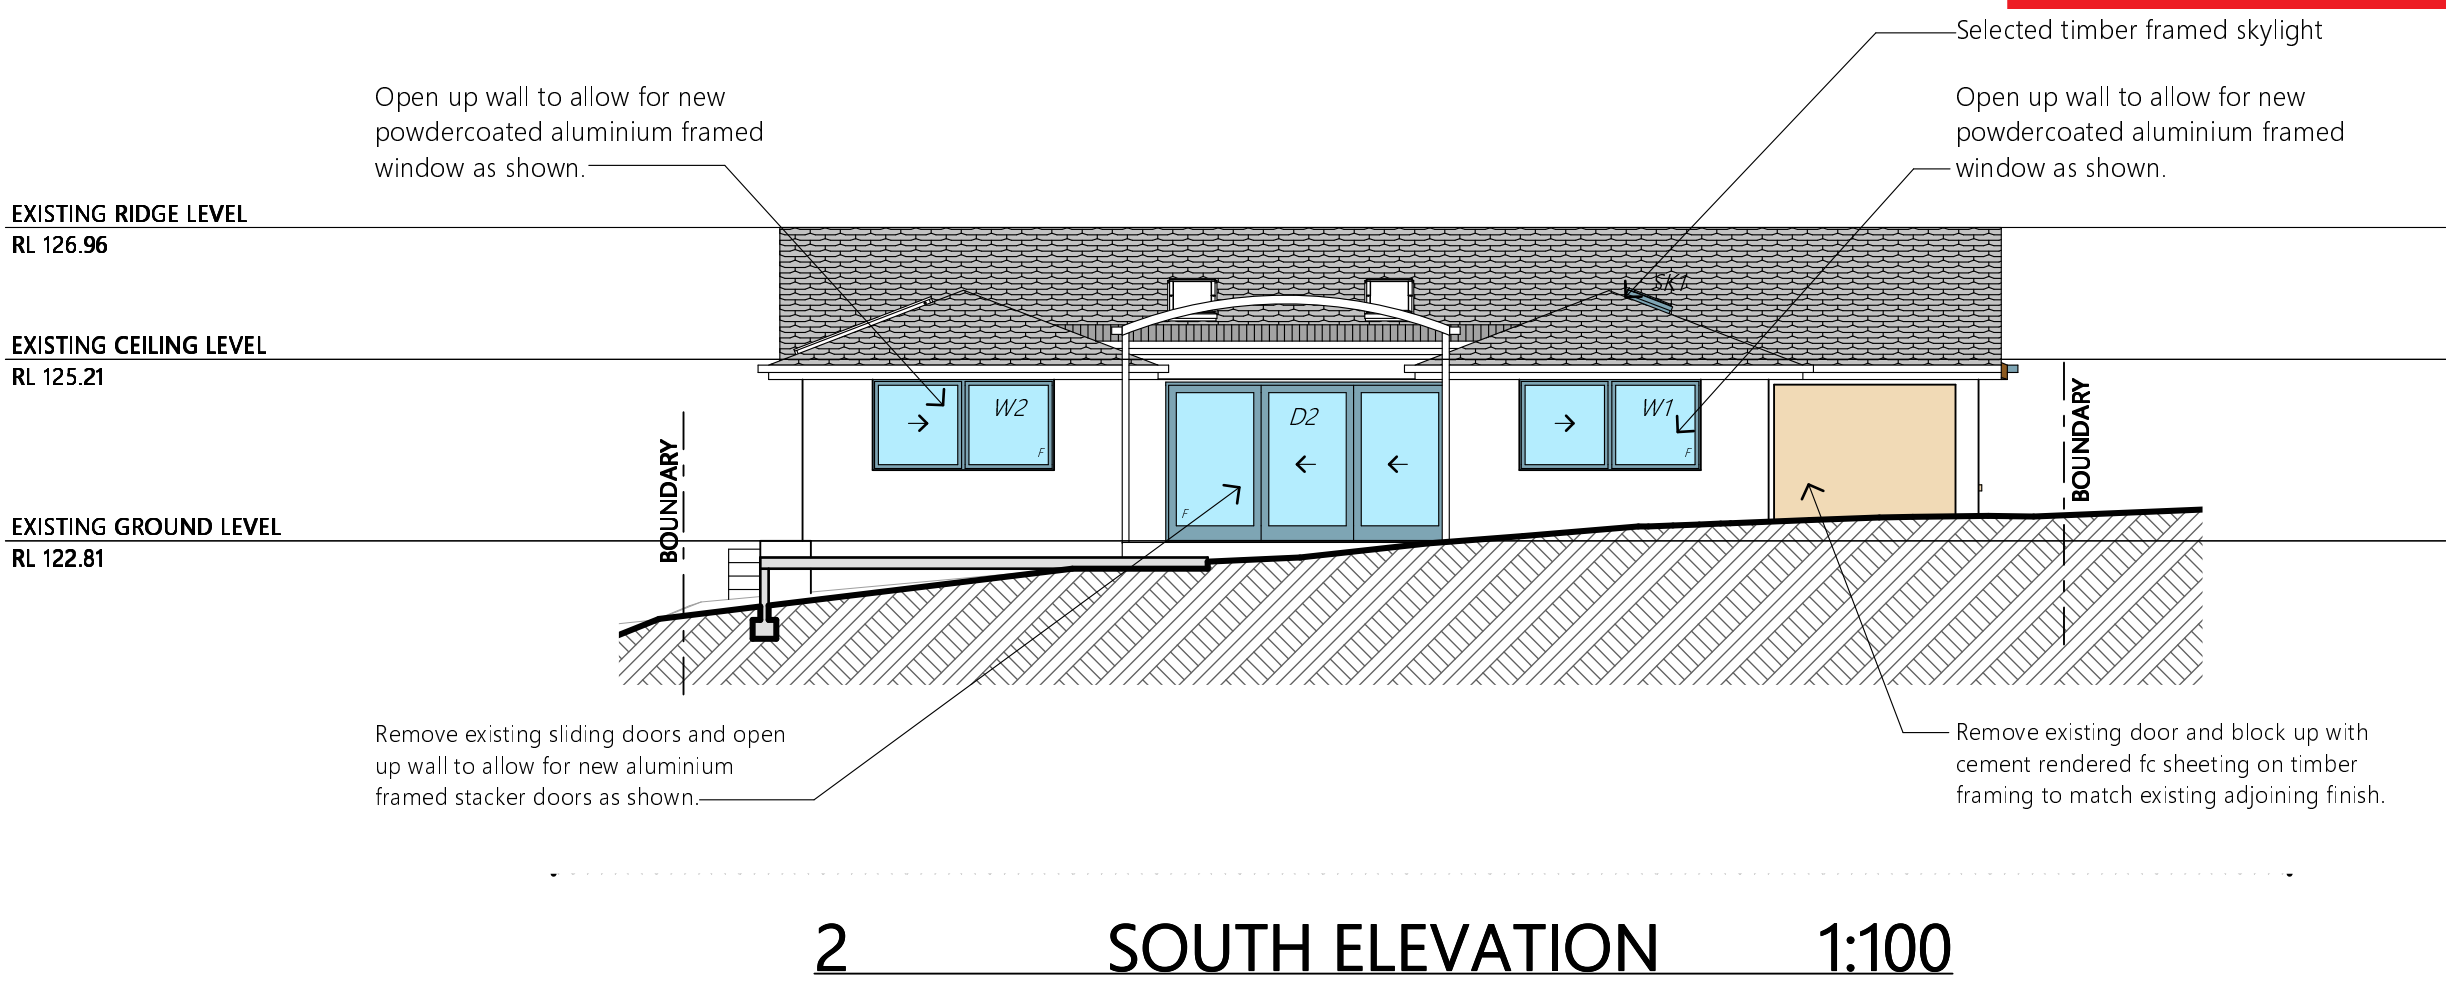 Selected timber framed skylight
Open up wall to allow for new
powdercoated aluminium framed
window as shown.
Open up wall to allow for new
powdercoated aluminium framed
window as shown.
EXISTING RIDGE LEVEL
RL 126.96
SK1
EXISTING CEILING LEVEL
RL 125.21
W2
F
D2
F
W1
F
BOUNDARY
BOUNDARY
EXISTING GROUND LEVEL
RL 122.81
Remove existing sliding doors and open
up wall to allow for new aluminium
framed stacker doors as shown.
Remove existing door and block up with
cement rendered fc sheeting on timber
framing to match existing adjoining finish.
2 SOUTH ELEVATION 1:100